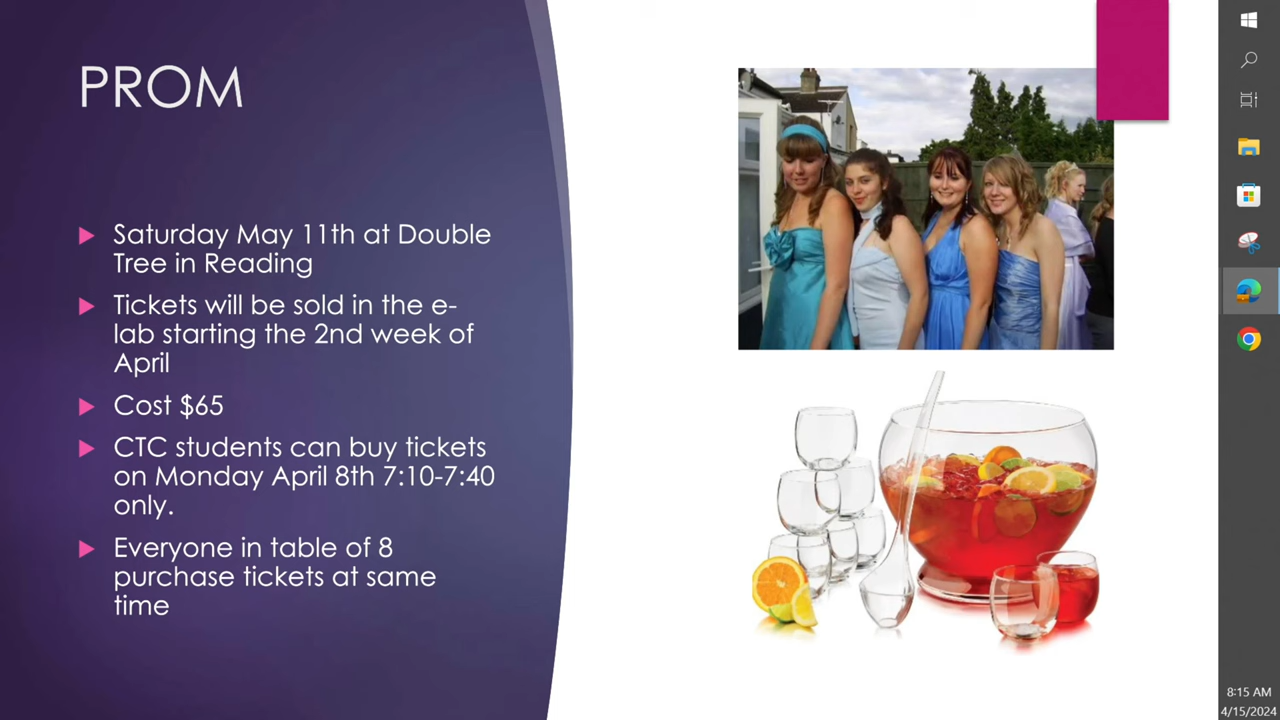 PROM
Saturday May 11th at Double
Tree in Reading
Tickets will be sold in the e-
lab starting the 2nd week of
April
Cost $65
CTC students can buy tickets
on Monday April 8th 7:10-7:40
only.
Everyone in table of 8
purchase tickets at same
time
8:15 AM
4/15/2024